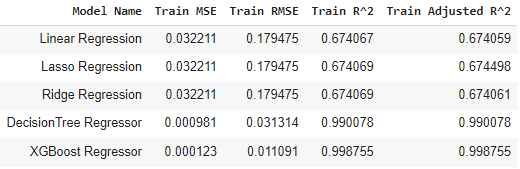 Model Name Train MSE Train RMSE Train R^2 Train Adjusted R^2
Linear Regression 0.032211 0.179475 0.674067 0.674059
Lasso Regression 0.032211 0.179475 0.674069 0.674498
Ridge Regression 0.032211 0.179475 0.674069 0.674061
DecisionTree Regressor 0.000981 0.031314 0.990078 0.990078
XGBoost Regressor 0.000123 0.011091 0.998755 0.998755